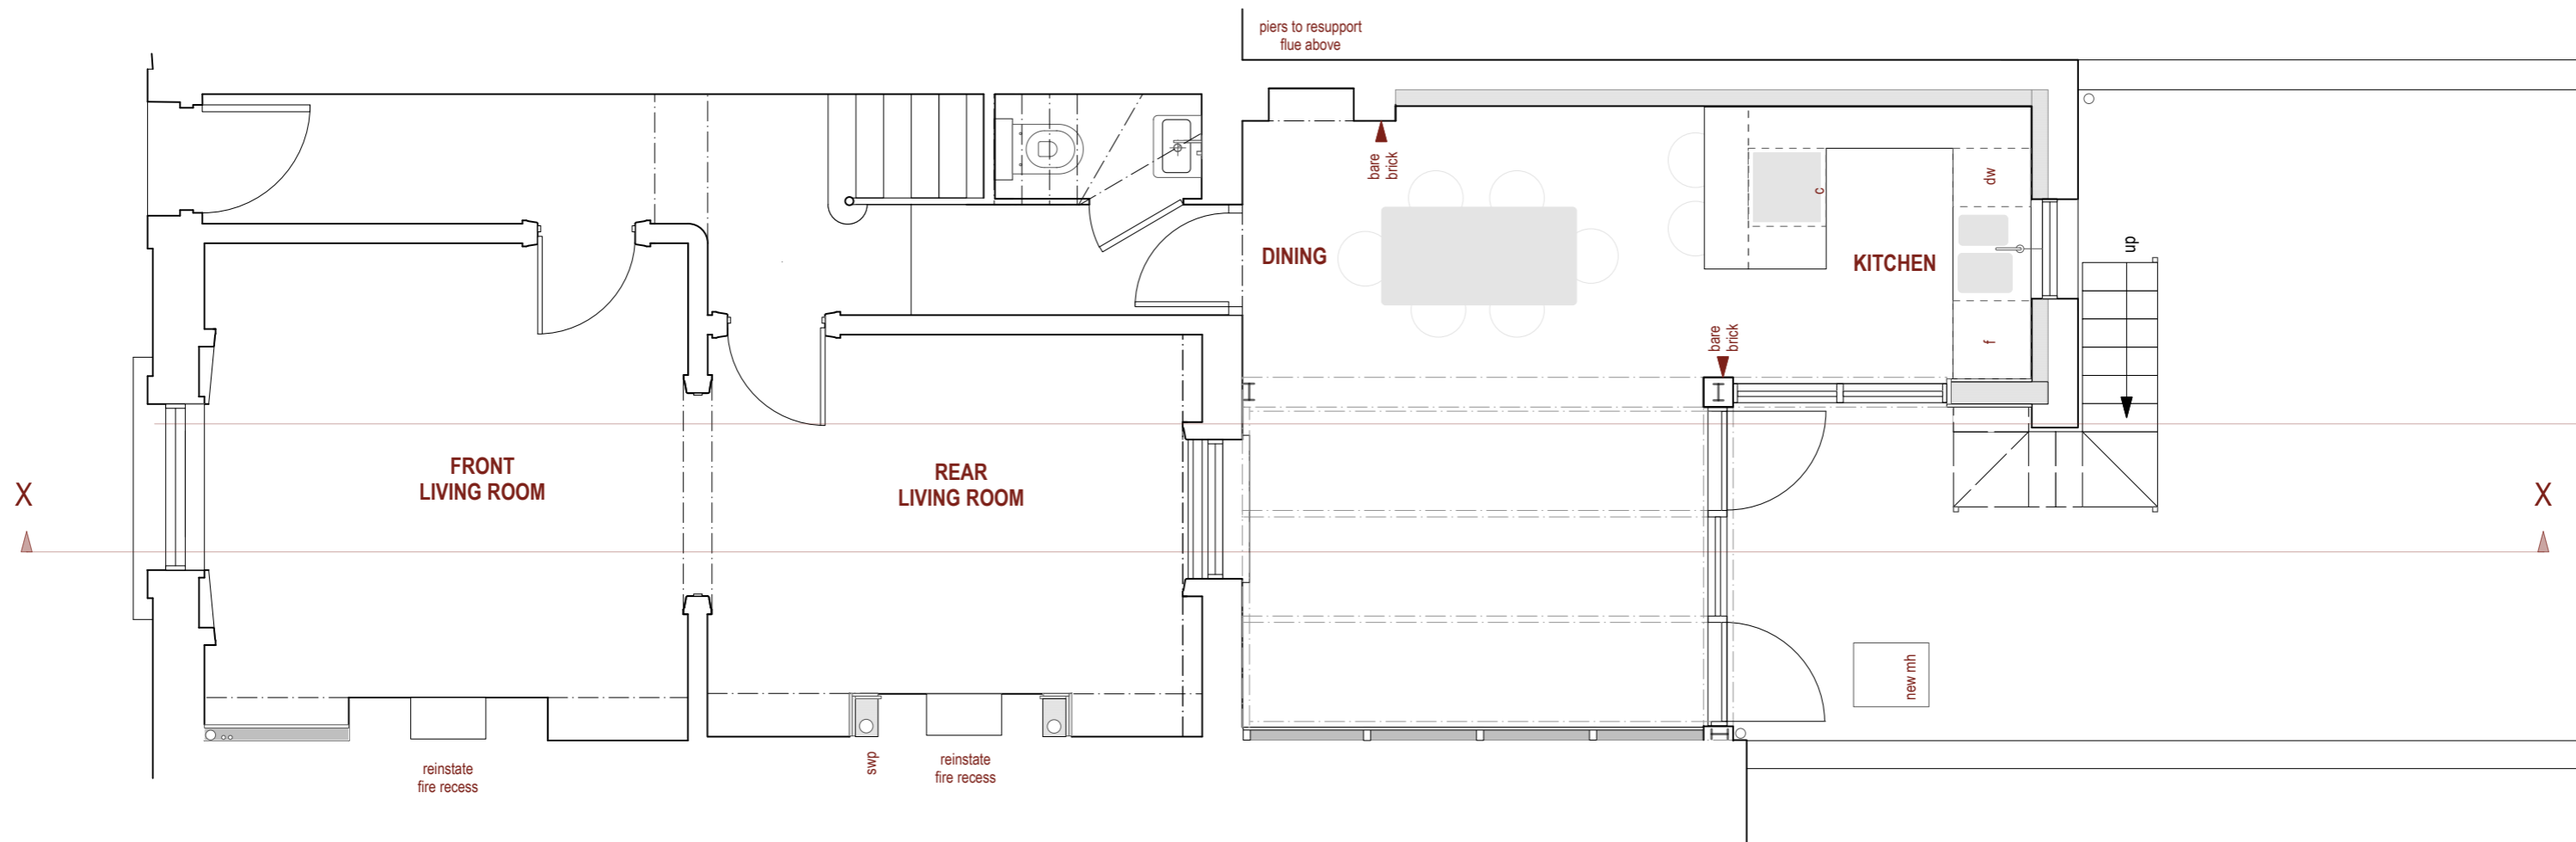 piers to resupport
flue above
bare
brick
c
dw
DINING
KITCHEN
up
bare
brick
f
FRONT
LIVING ROOM
REAR
LIVING ROOM
X
X
new mh
swp
reinstate
fire recess
reinstate
fire recess